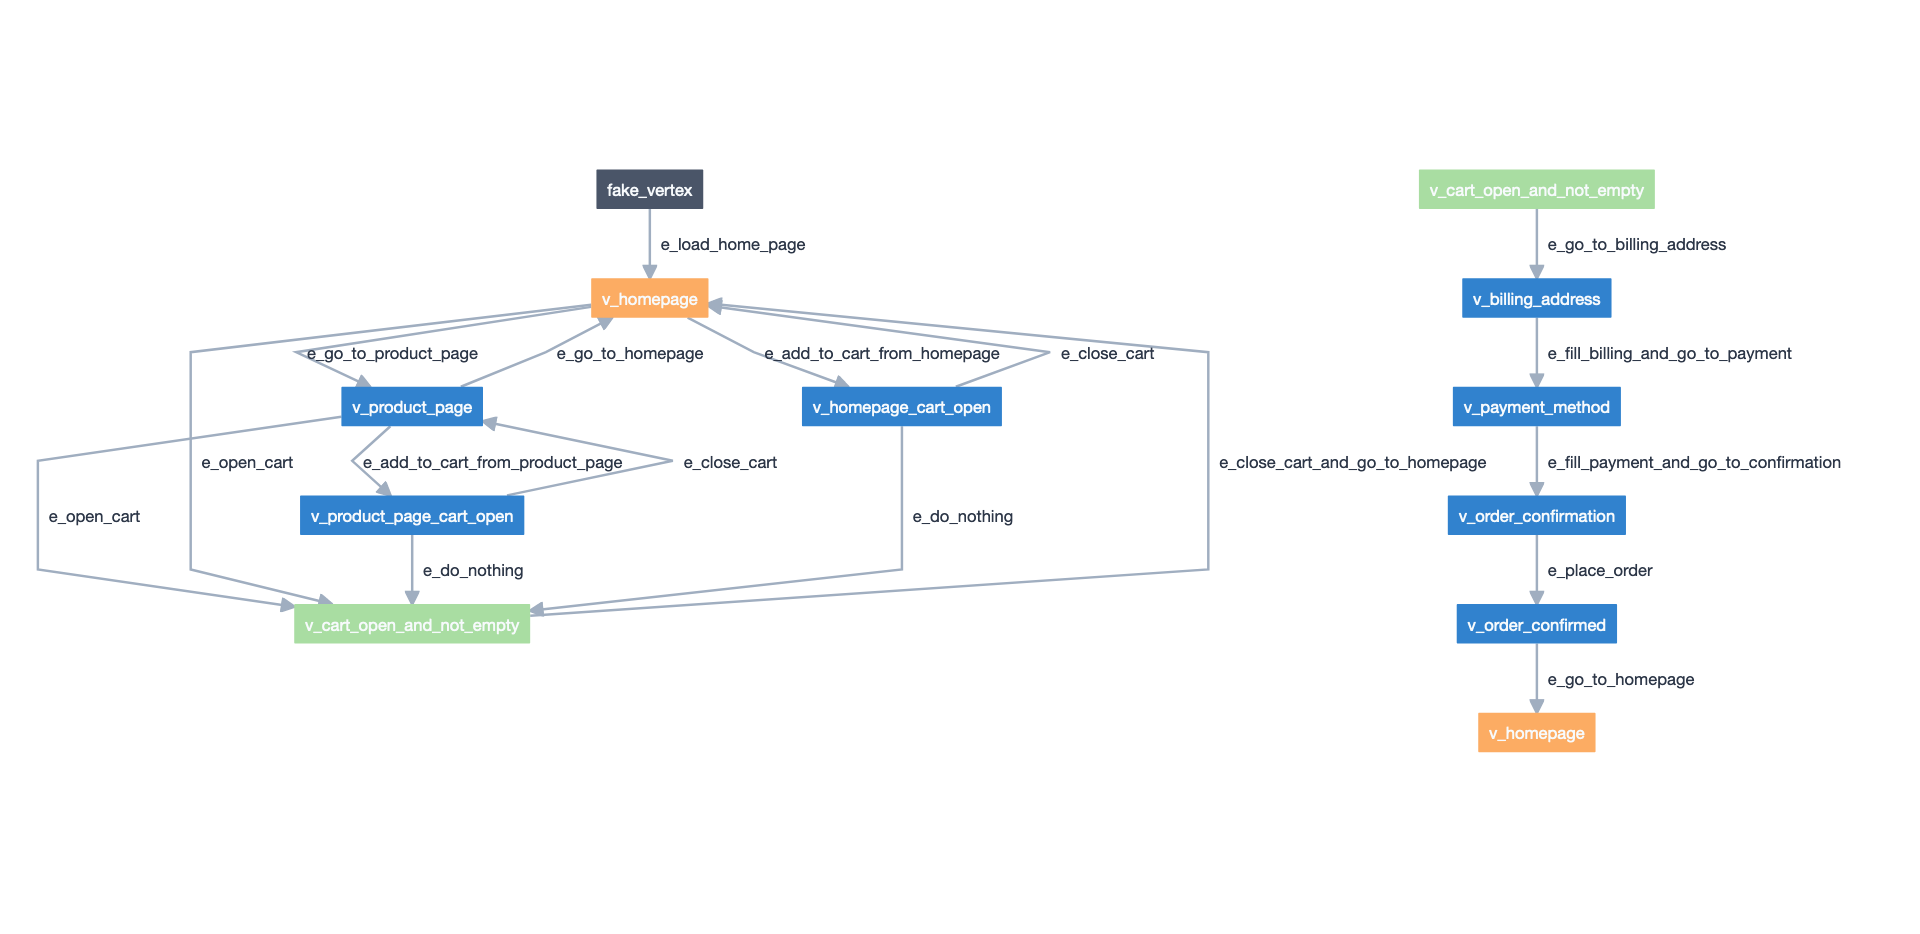 fake_vertex
e_load_home_page
v_homepage
e_go_to_product_page
e_go_to_homepage
e_add_to_cart_from_homepage
e_close_cart
v_product_page
v_homepage_cart_open
e_open_cart
e_add_to_cart_from_product_page
e_close_cart
e_close_cart_and_go_to_homepage
e_open_cart
v_product_page_cart_open
e_do_nothing
e_do_nothing
v_cart_open_and_not_empty
v_cart_open_and_not_empty
e_go_to_billing_address
v_billing_address
e_fill_billing_and_go_to_payment
v_payment_method
e_fill_payment_and_go_to_confirmation
v_order_confirmation
e_place_order
v_order_confirmed
e_go_to_homepage
v_homepage